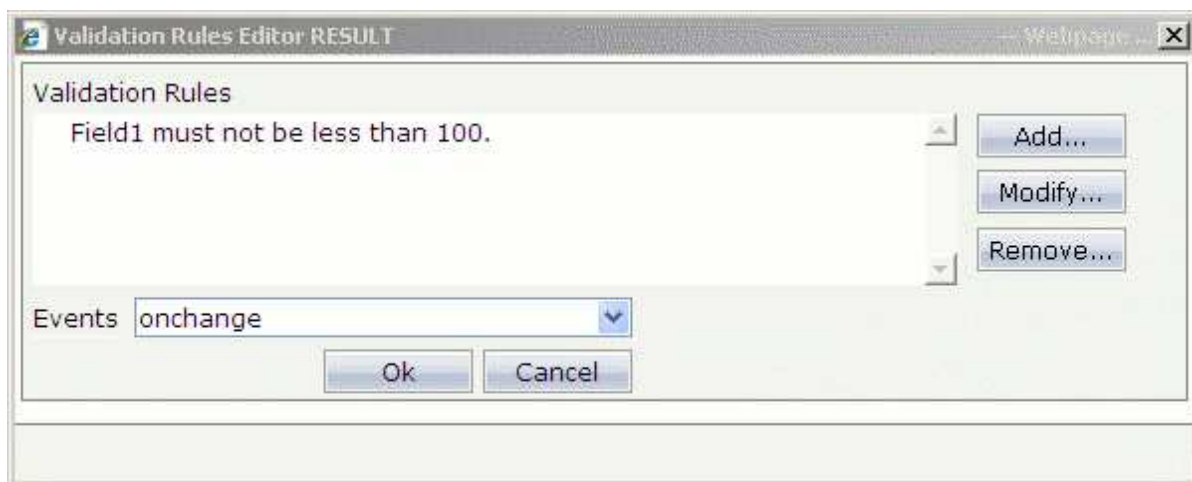 Validation Rules Editor RESULT -- Webpage ...
Validation Rules
Field1 must not be less than 100.
Add...
Modify...
Remove...
Events onchange
Ok Cancel